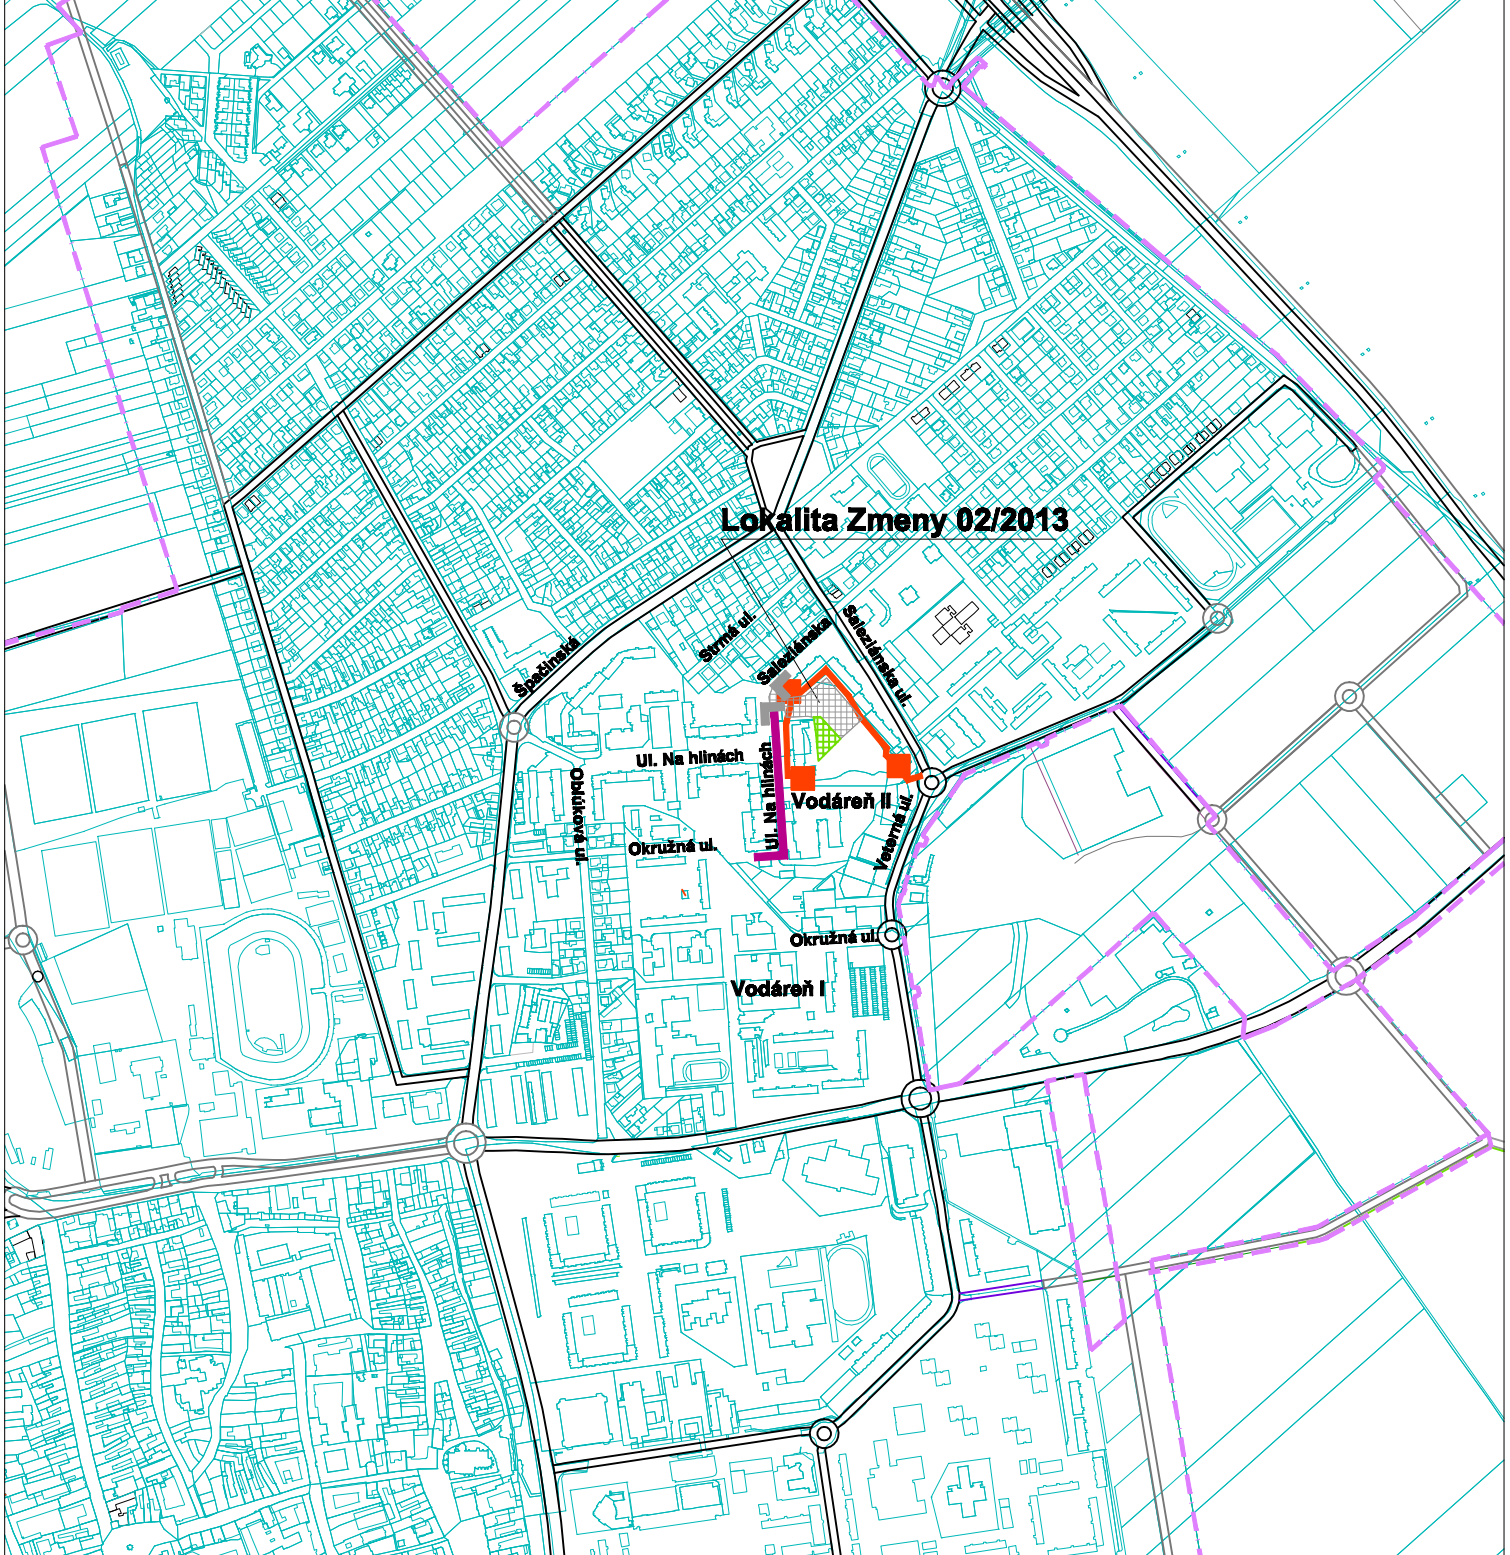 Lokalita Zmeny 02/2013
Strmá ul.
Saleziánska
Saleziánska ul.
Špačinská
Ul. Na hlinách
Ul. Na hlinách
Oblúková ul.
Vodáreň II
Veterná ul.
Okružná ul.
Okružná ul.
Vodáreň I